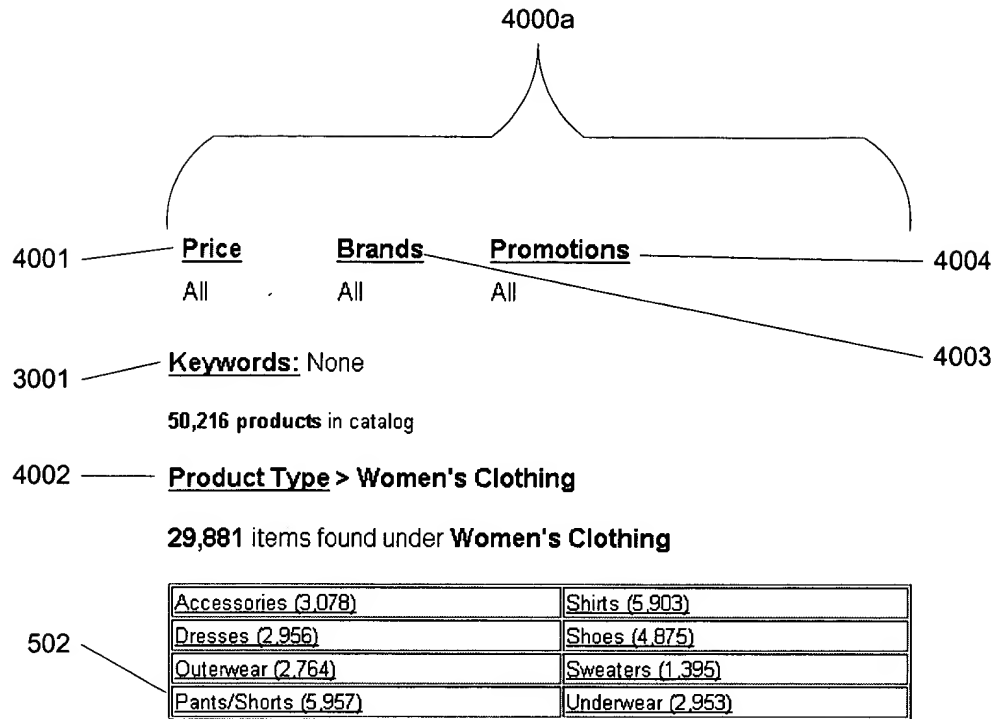 4000a
4001 Price Brands Promotions 4004
All All All
4003
3001 Keywords: None
50,216 products in catalog
4002 Product Type > Women's Clothing
29,881 items found under Women's Clothing
Accessories (3,078) Shirts (5,903)
502
Dresses (2,956) Shoes (4,875)
Outerwear (2,764) Sweaters (1,395)
Pants/Shorts (5,957) Underwear (2,953)